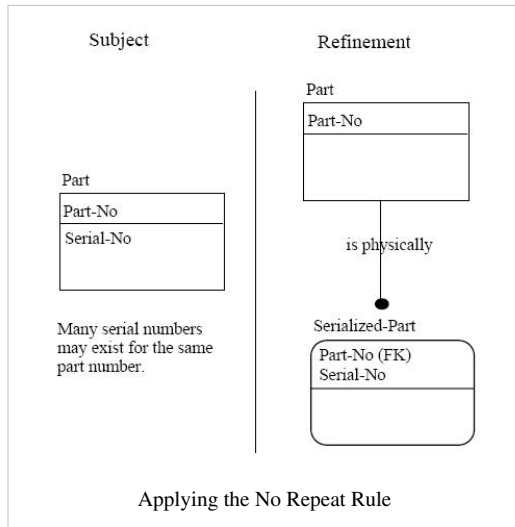 Subject
Part
Part-No
Serial-No
Many serial numbers
may exist for the same
part number.
Refinement
Part
Part-No
is physically
Serialized-Part
Part-No (FK)
Serial-No
Applying the No Repeat Rule